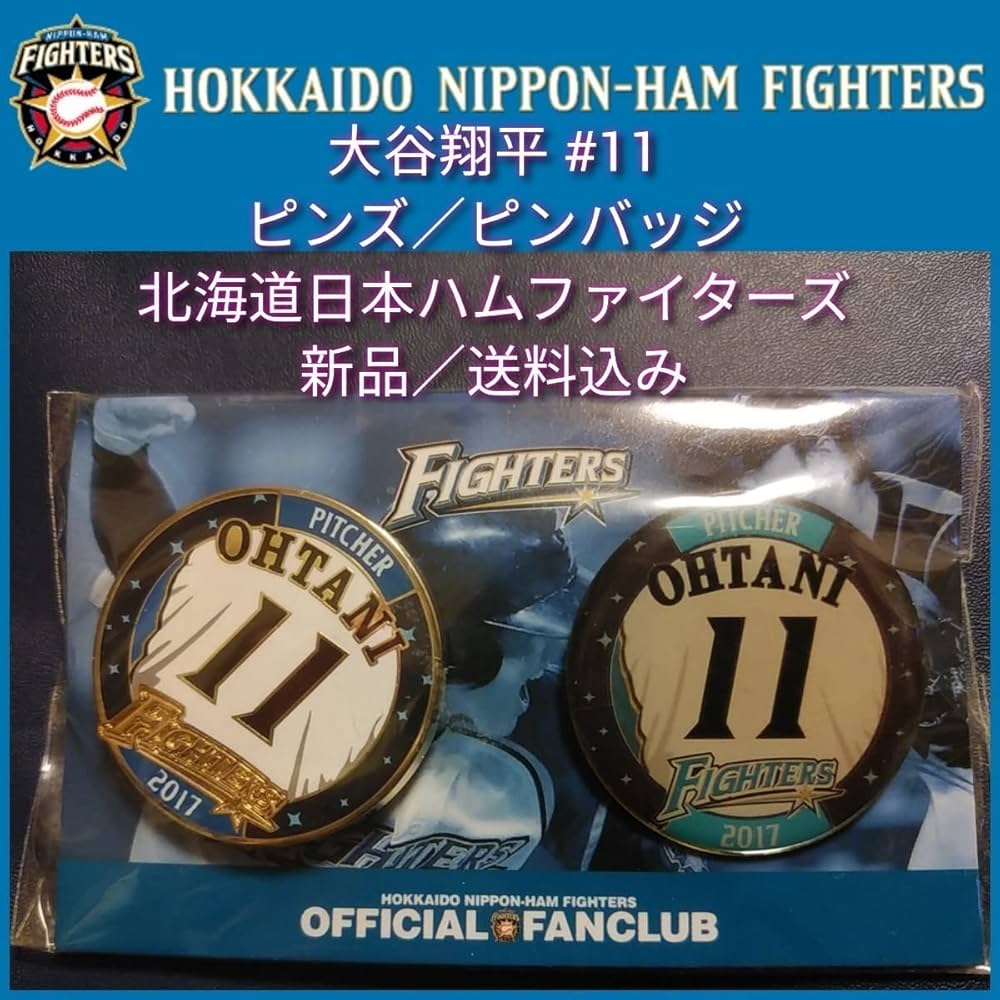 NIPPON-HAM
FIGHTERS
HOKKAIDO
HOKKAIDO NIPPON-HAM FIGHTERS
大谷翔平 #11
ピンズ／ピンバッジ
北海道日本ハムファイターズ
新品／送料込み
FIGHTERS
PITCHER
OHTANI
11
FIGHTERS
2017
PITCHER
OHTANI
11
FIGHTERS
2017
HOKKAIDO NIPPON-HAM FIGHTERS
OFFICIAL FANCLUB